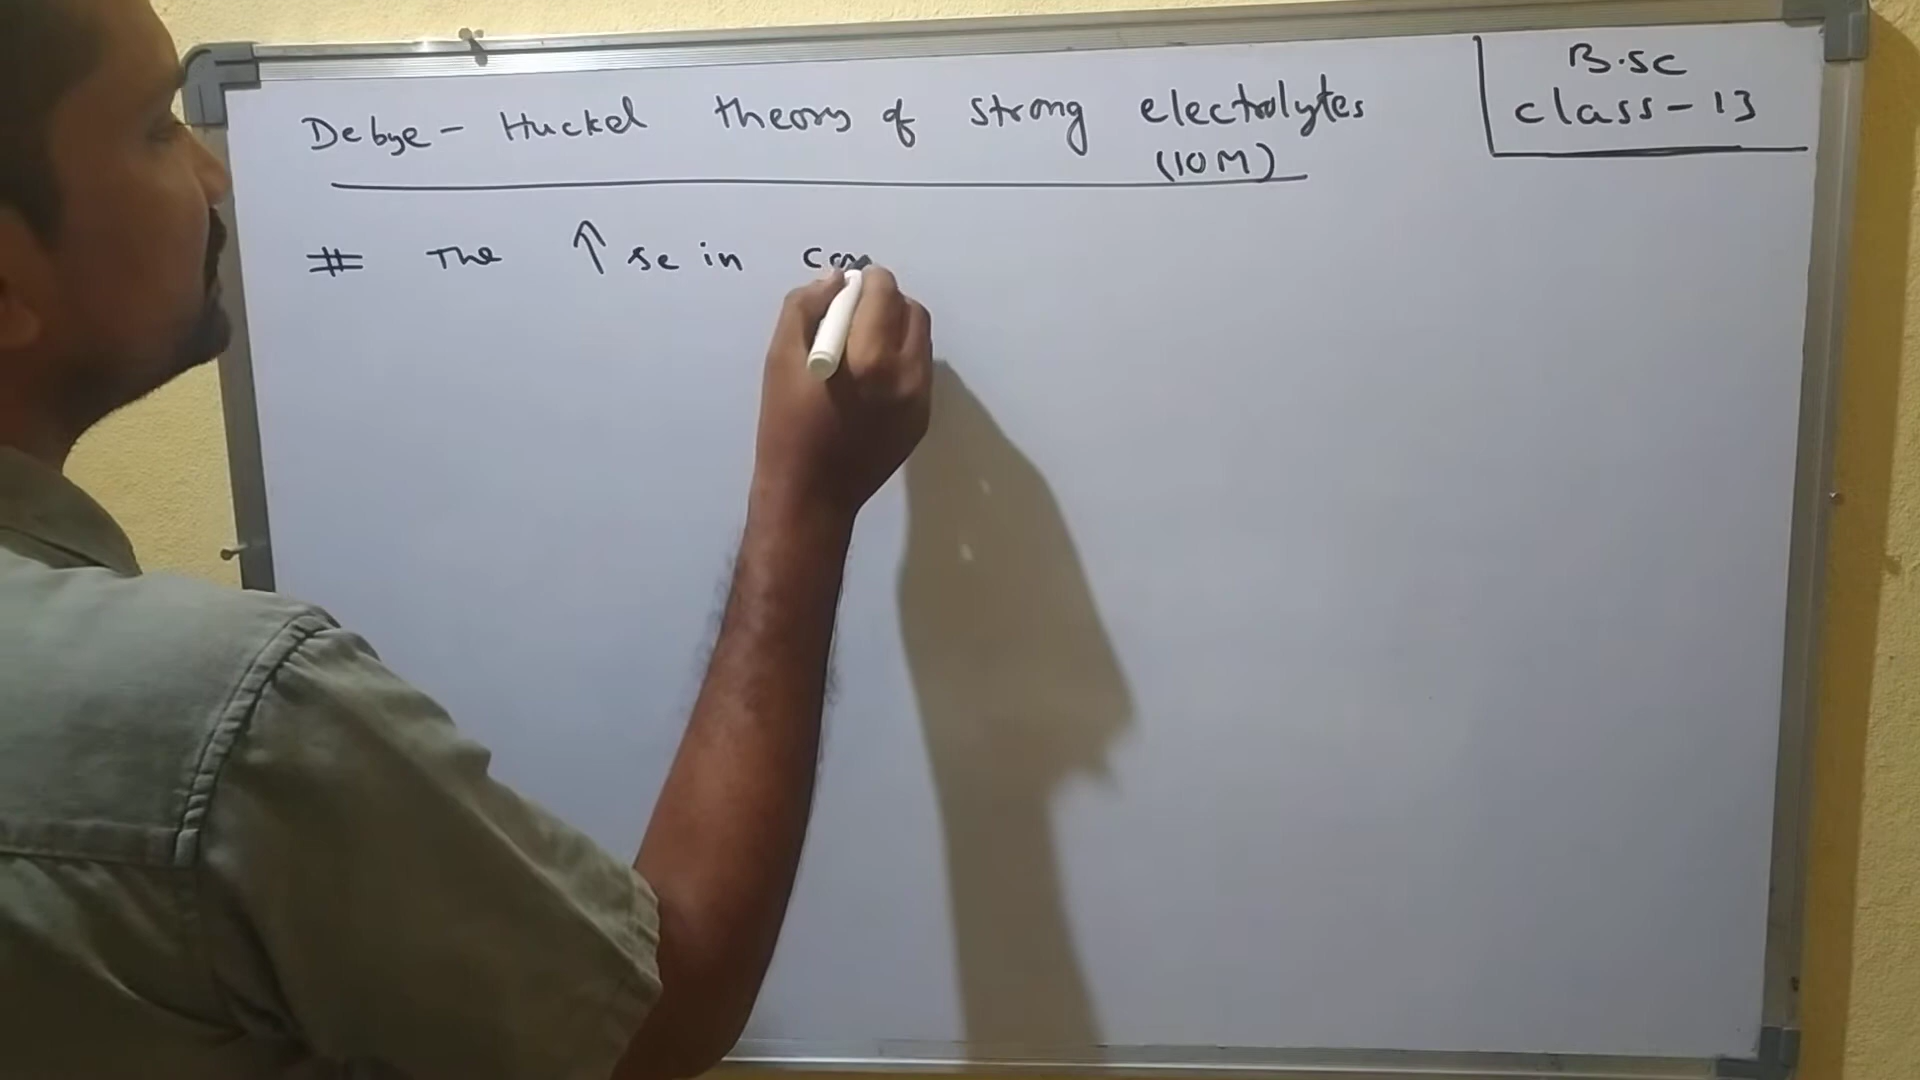 Debye - Huckel theory of strong electrolytes
(10M)
B.SC
class - 13
# The ↑ se in